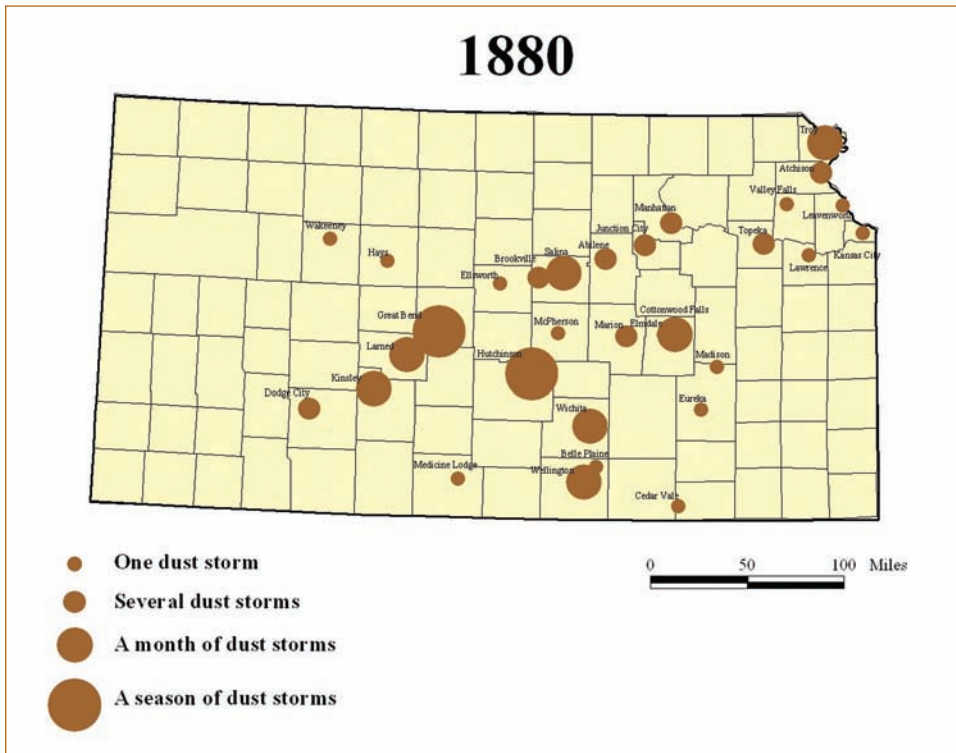 1880
Troy
Atchison
Valley Falls
Leavenworth
Manhattan
Wakeeney
Junction City
Topeka
Hays
Abilene
Salina
Kansas City
Brookville
Lawrence
Ellsworth
Cottonwood Falls
Great Bend
McPherson
Marion
Elmdale
Larned
Hutchinson
Madison
Kinsley
Dodge City
Eureka
Wichita
Belle Plaine
Medicine Lodge
Wellington
Cedar Vale
One dust storm
Several dust storms
A month of dust storms
A season of dust storms
0 50 100 Miles